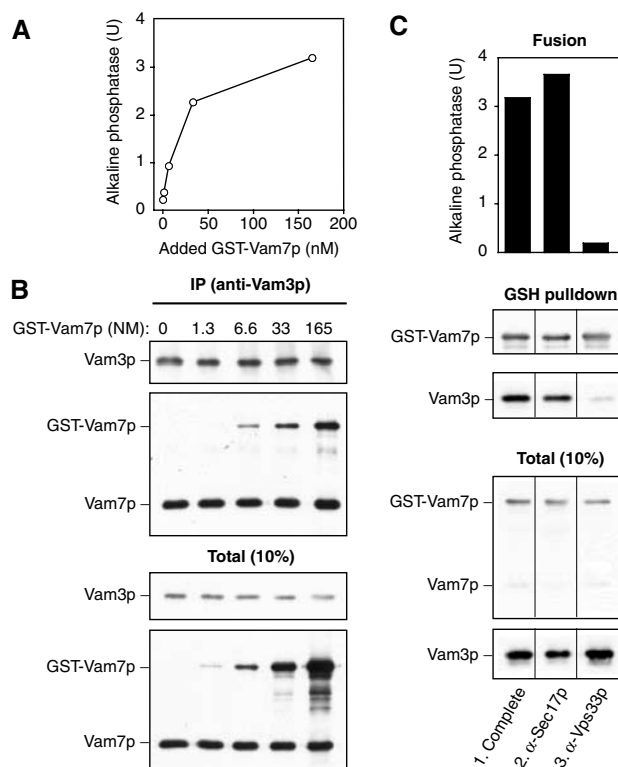 A
Alkaline phosphatase (U)
4
3
2
1
0
0 50 100 150 200
Added GST-Vam7p (nM)
B
IP (anti-Vam3p)
GST-Vam7p (NM): 0 1.3 6.6 33 165
Vam3p
GST-Vam7p
Vam7p
Total (10%)
Vam3p
GST-Vam7p
Vam7p
C
Fusion
Alkaline phosphatase (U)
4
3
2
1
0
GSH pulldown
GST-Vam7p
Vam3p
Total (10%)
GST-Vam7p
Vam7p
Vam3p
1. Complete
2. α-Sec17p
3. α-Vps33p